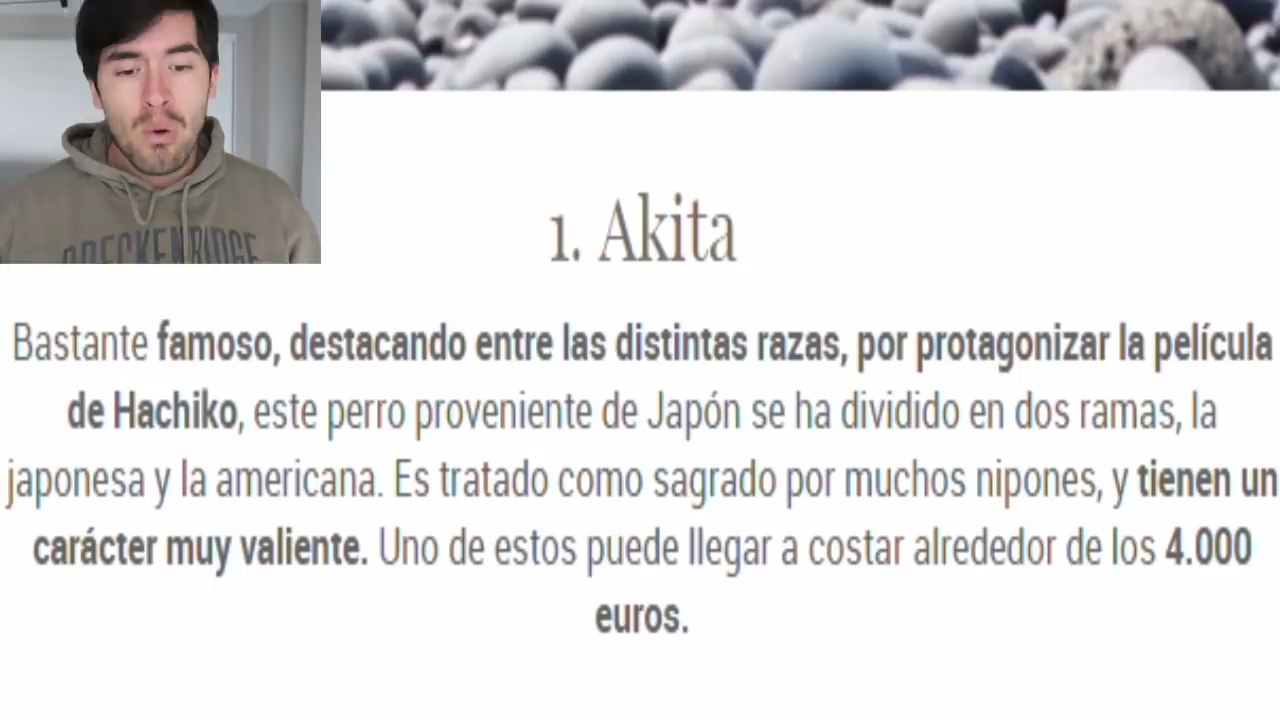 BRECKENRIDGE
1. Akita
Bastante famoso, destacando entre las distintas razas, por protagonizar la película
de Hachiko, este perro proveniente de Japón se ha dividido en dos ramas, la
japonesa y la americana. Es tratado como sagrado por muchos nipones, y tienen un
carácter muy valiente. Uno de estos puede llegar a costar alrededor de los 4.000
euros.